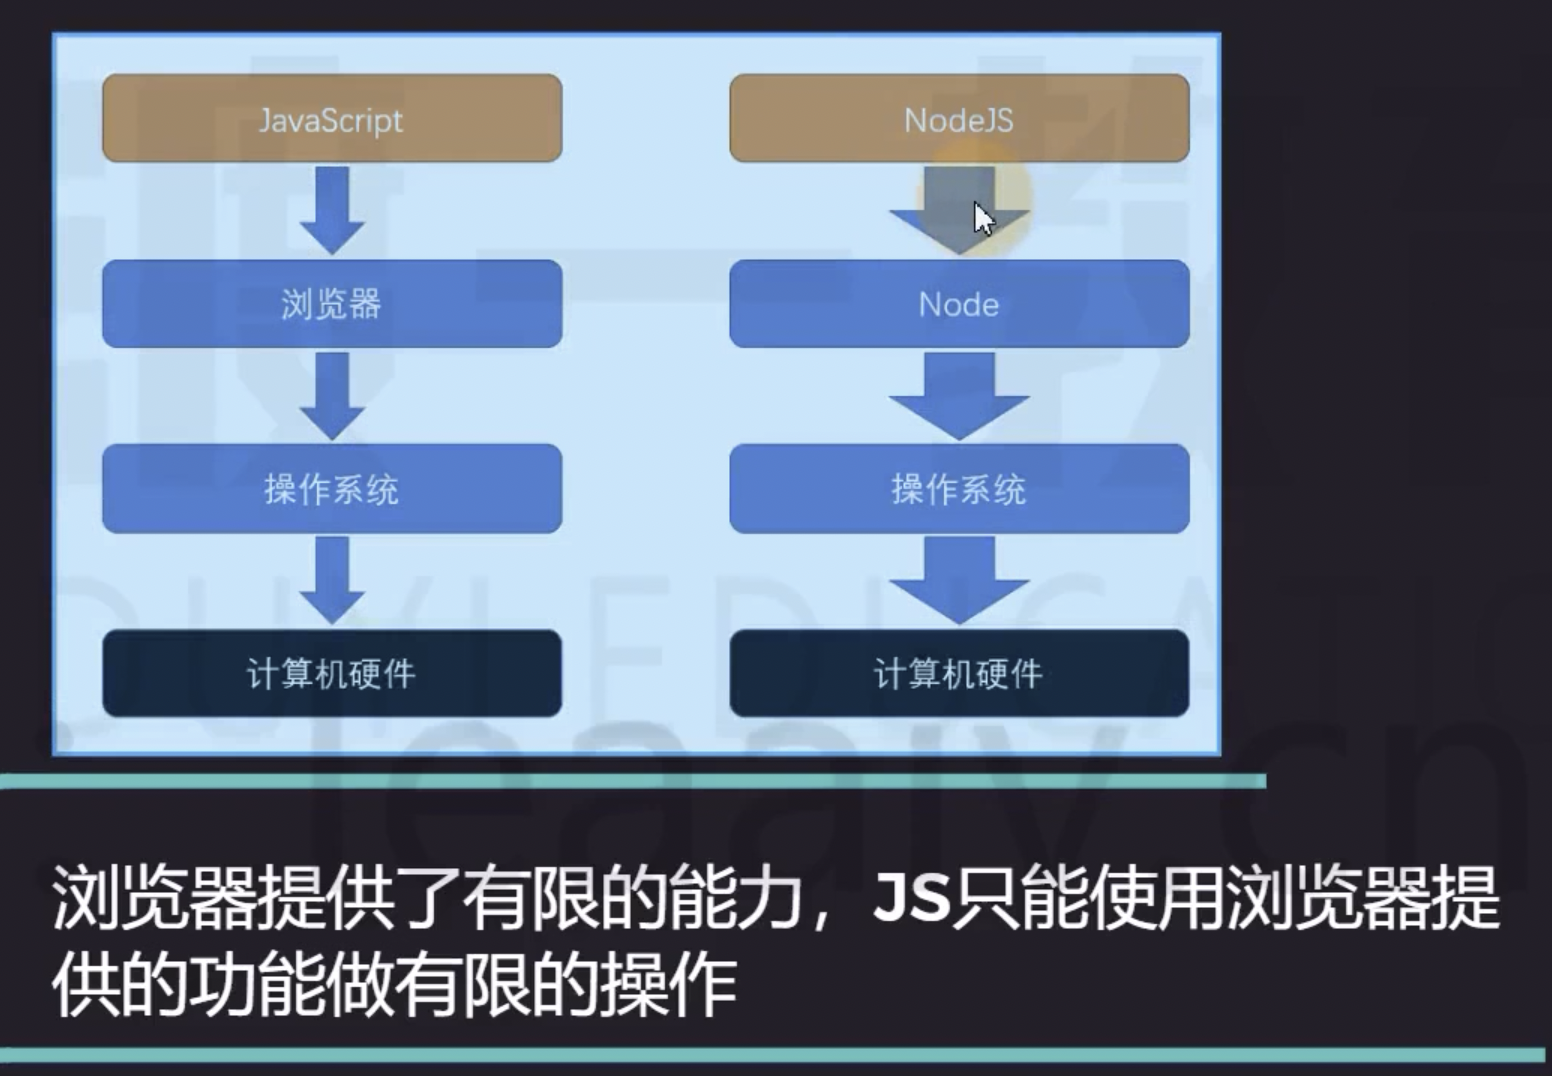 JavaScript
浏览器
操作系统
计算机硬件
NodeJS
Node
操作系统
计算机硬件
浏览器提供了有限的能力，JS只能使用浏览器提
供的功能做有限的操作